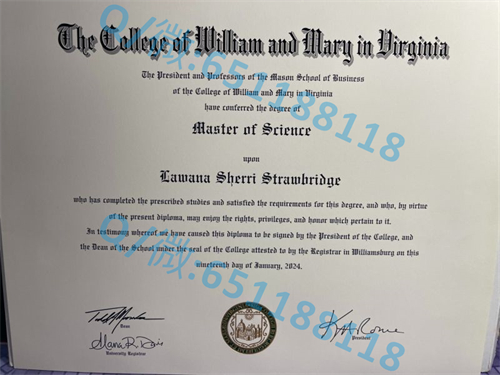 The College of William and Mary in Virginia
The President and Professors of the Mason School of Business
of the College of William and Mary in Virginia
have conferred the degree of
Master of Science
upon
Lawana Sherri Strawbridge
who has completed the prescribed studies and satisfied the requirements for this degree, and who, by virtue
of the present diploma, may enjoy the rights, privileges, and honor which pertain to it.
In testimony whereof we have caused this diploma to be signed by the President of the College, and
the Dean of the School under the seal of the College attested to by the Registrar in Williamsburg on this
nineteenth day of January, 2024.
Dean
University Registrar
President
Q/微:651188118
Q/微:651188118